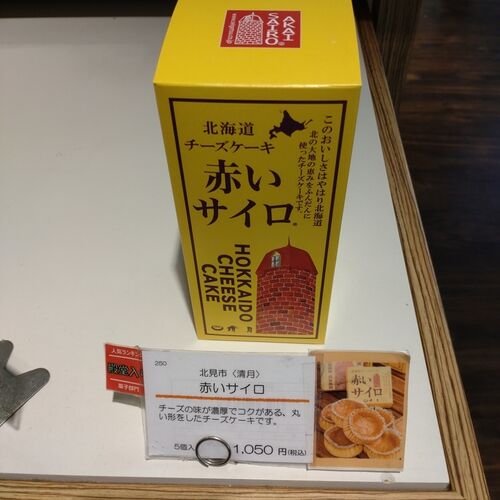 AKAI
SAIRO
北海道
チーズケーキ
赤い
サイロ
このおいしさはやはり北海道
北の大地の恵みをふんだんに
使ったチーズケーキです。
HOKKAIDO
CHEESE
CAKE
人気ランキン
殿堂入
菓子部門
250
北見市〈清月〉
赤いサイロ
チーズの味が濃厚でコクがある、丸
い形をしたチーズケーキです。
5個入
1,050 円(税込)
赤い
サイロ